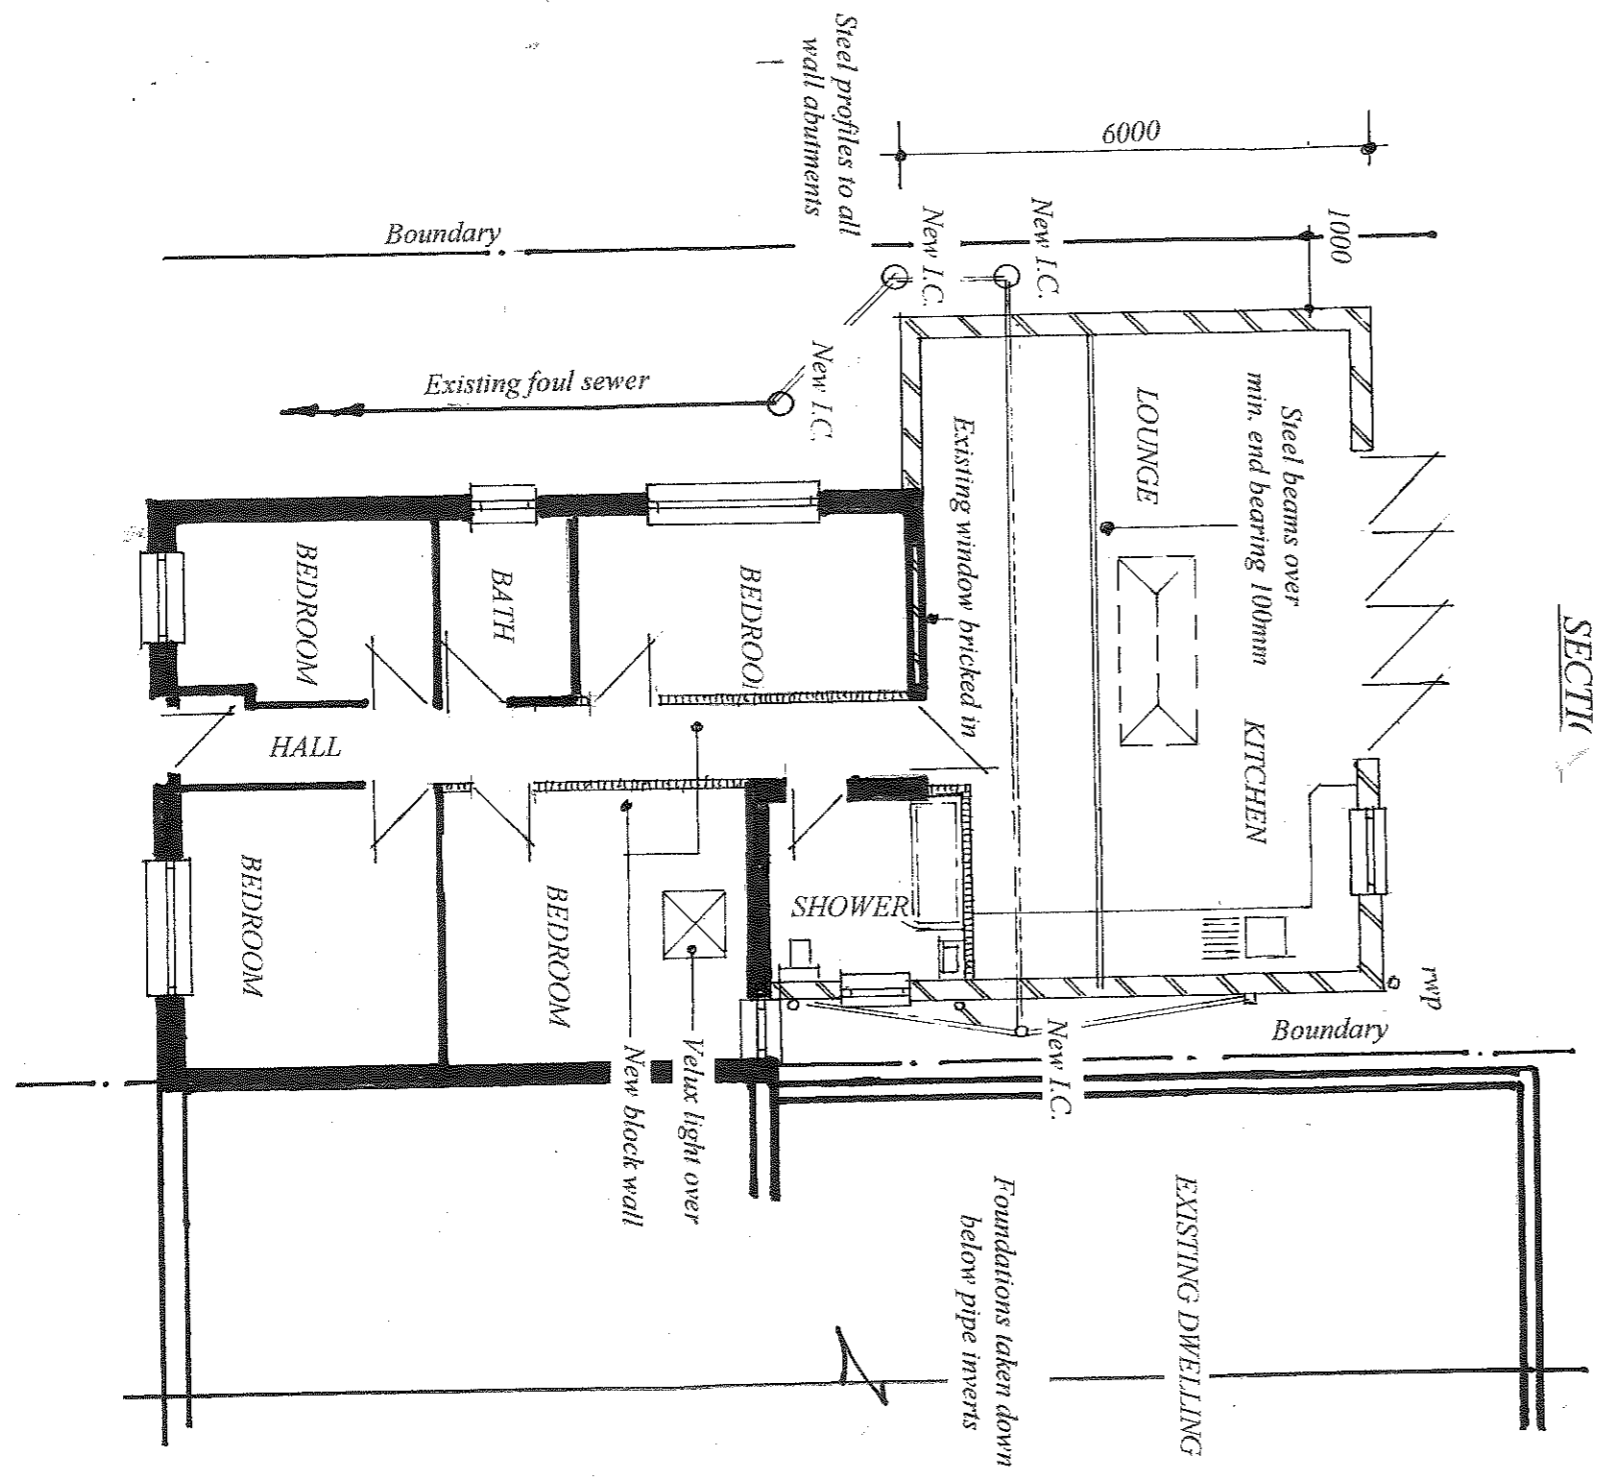 Steel profiles to all
wall abutments
6000
1000
Boundary
New I.C.
New I.C.
New I.C.
Existing foul sewer
LOUNGE
Steel beams over
min. end bearing 100mm
KITCHEN
Existing window bricked in
SECTI
BEDROOM
BATH
BEDROO
HALL
BEDROOM
BEDROOM
SHOWER
rwp
Boundary
New I.C.
Velux light over
New block wall
EXISTING DWELLING
Foundations taken down
below pipe inverts